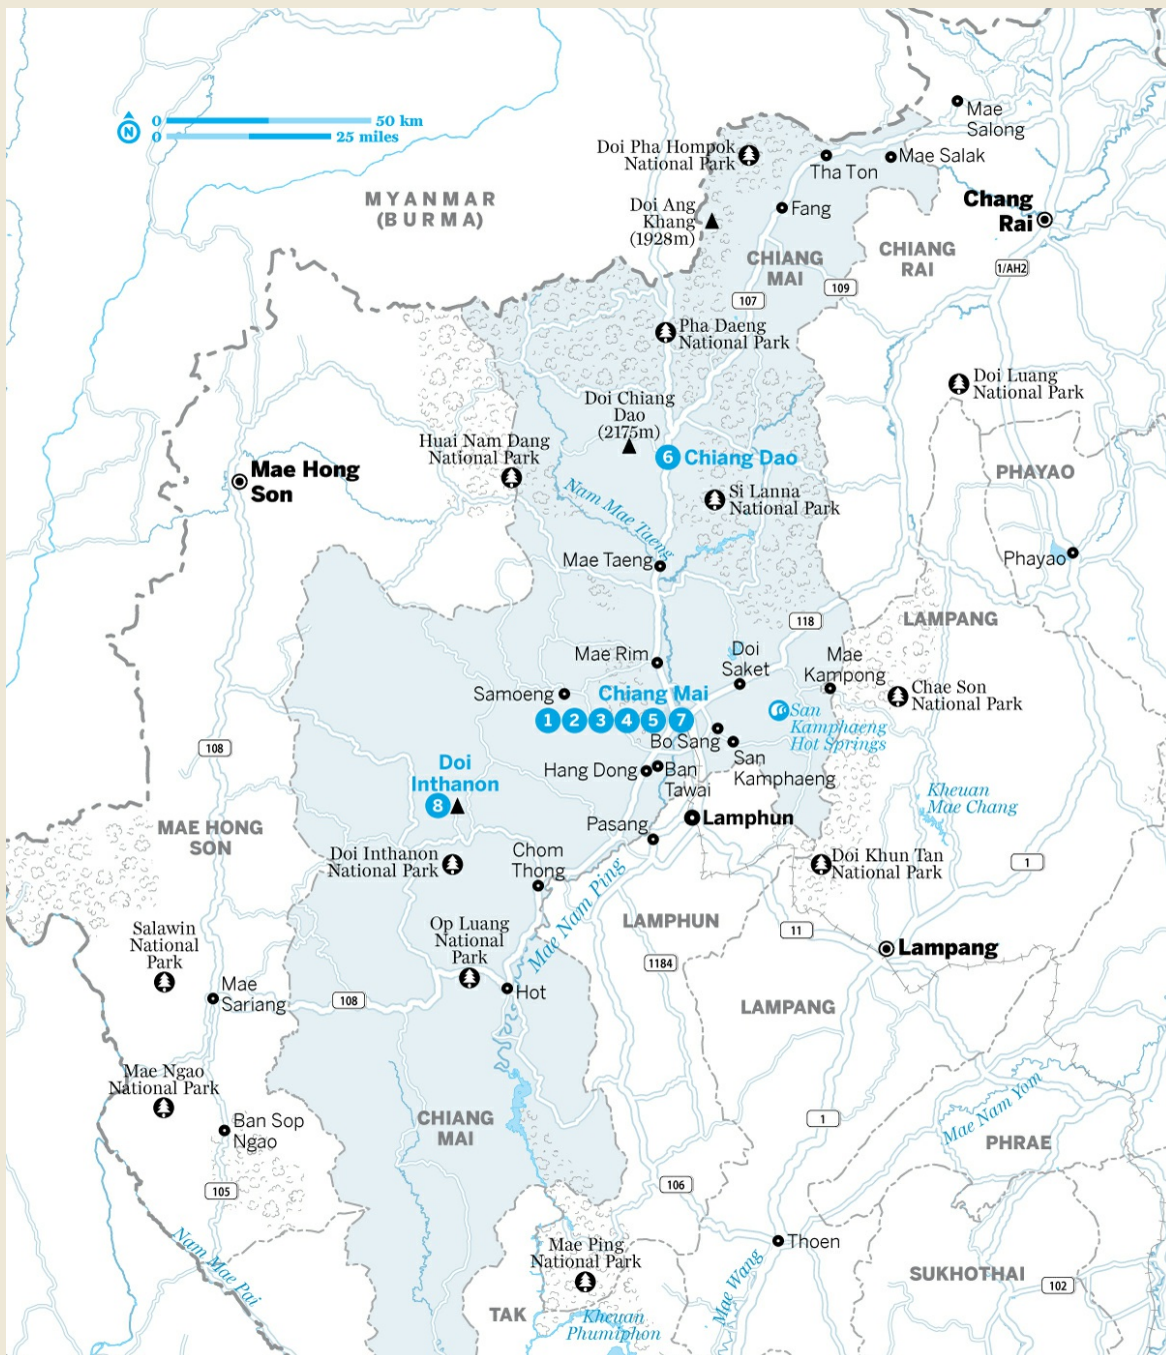 Mae
Salong
0 50 km
N
0 25 miles
Doi Pha Hompok
National Park
Mae Salak
Tha Ton
MYANMAR
(BURMA)
Doi Ang
Khang
(1928m)
Fang
Chang
Rai
CHIANG
MAI
CHIANG
RAI
1/AH2
109
107
Pha Daeng
National Park
Doi Luang
National Park
Doi Chiang
Dao
(2175m)
Huai Nam Dang
National Park
6 Chiang Dao
Mae Hong
Son
PHAYAO
Si Lanna
National Park
Nam Mae Taeng
Mae Taeng
Phayao
118
LAMPANG
Mae Rim
Doi
Saket
Mae
Kampong
Samoeng
Chiang Mai
1 2 3 4 5 7
Chae Son
National Park
San
Kamphaeng
Hot Springs
Bo Sang
San
Kamphaeng
108
Doi
Inthanon
8
Hang Dong
Ban
Tawai
Kheuan
Mae Chang
MAE HONG
SON
Pasang
Lamphun
Doi Inthanon
National Park
Chom
Thong
Doi Khun Tan
National Park
1
Mae Nam Ping
Salawin
National
Park
Op Luang
National
Park
LAMPHUN
11
Lampang
1184
Mae
Sariang
108
Hot
LAMPANG
Mae Ngao
National Park
Ban Sop
Ngao
CHIANG
MAI
1
Mae Nam Yom
PHRAE
105
106
Nam Mae Pai
Mae Ping
National Park
Thoen
Mae Wang
SUKHOTHAI
102
TAK
Kheuan
Phumiphon